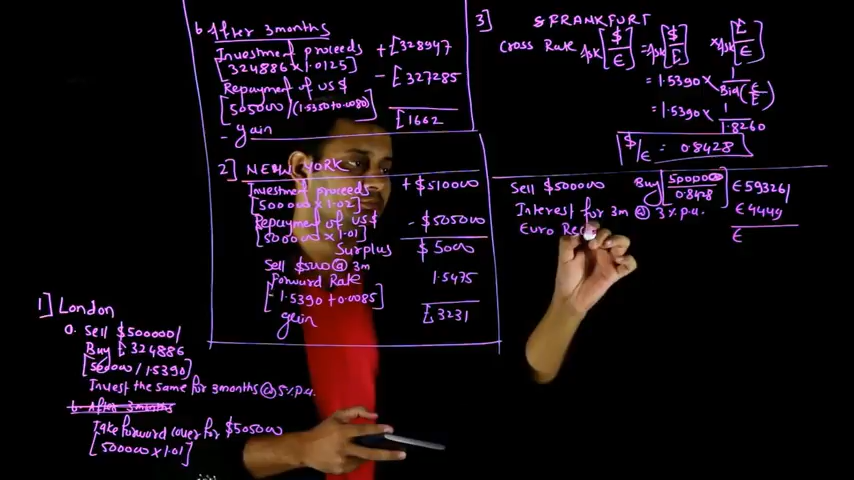 1] London
a. Sell $500000/
Buy £324886
[500000/1.5390]
Invest the same for 3months @ 5% p.a.
b. After 3months
Take forward cover for $505000
[500000×1.01]
b After 3months
Investment proceeds +£328947
[324886×1.0125]
Repayment of US$ -£327285
[505000/(1.5350+0.0080)]
- gain £1662
2] NEW YORK
Investment proceeds +$510000
[500000×1.02]
Repayment of US$ -$505000
[500000×1.01]
Surplus $5000
Sell $5000 @ 3m
Forward Rate 1.5475
[-1.5390+0.0085]
gain £3231
3] FRANKFURT
Cross Rate Ask[$/€] = Ask[$/£] × Ask[£/€]
= 1.5390 × 1/Bid(€/£)
= 1.5390 × 1/1.8260
$/€ = 0.8428
Sell $500000 Buy [500000/0.8428] €593261
Interest for 3m @ 3% p.a. €4449
Euro Rec €